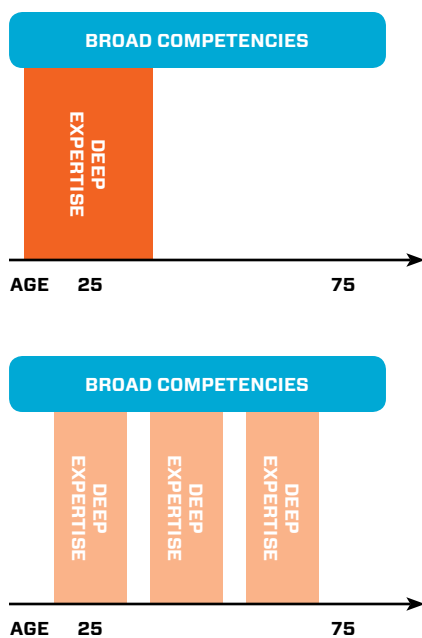 BROAD COMPETENCIES
DEEP
EXPERTISE
AGE 25 75
BROAD COMPETENCIES
DEEP
EXPERTISE
DEEP
EXPERTISE
DEEP
EXPERTISE
AGE 25 75